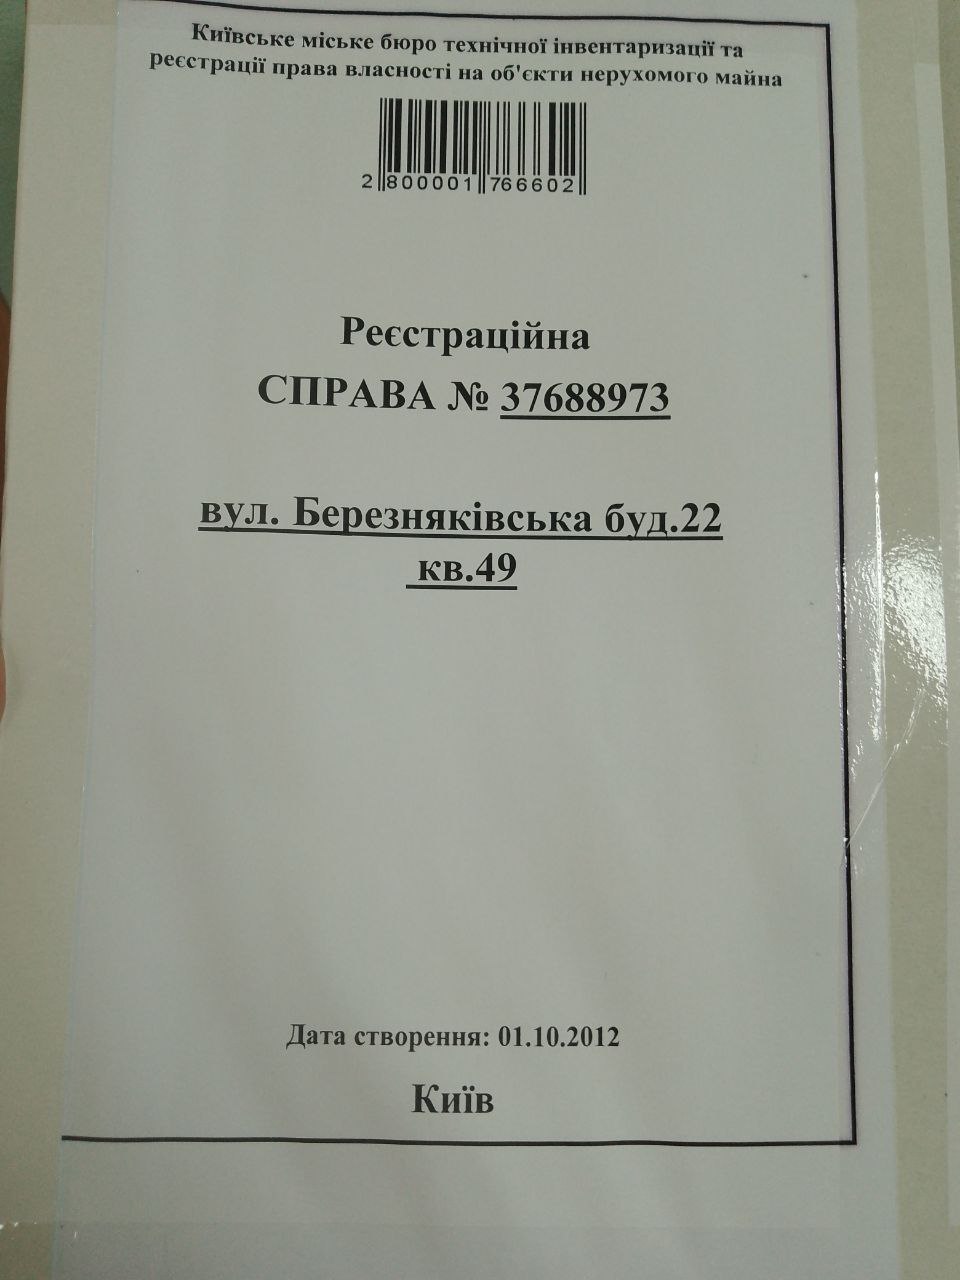 Київське міське бюро технічної інвентаризації та
реєстрації права власності на об'єкти нерухомого майна
2 800001 766602
Реєстраційна
СПРАВА № 37688973
вул. Березняківська буд.22
кв.49
Дата створення: 01.10.2012
Київ